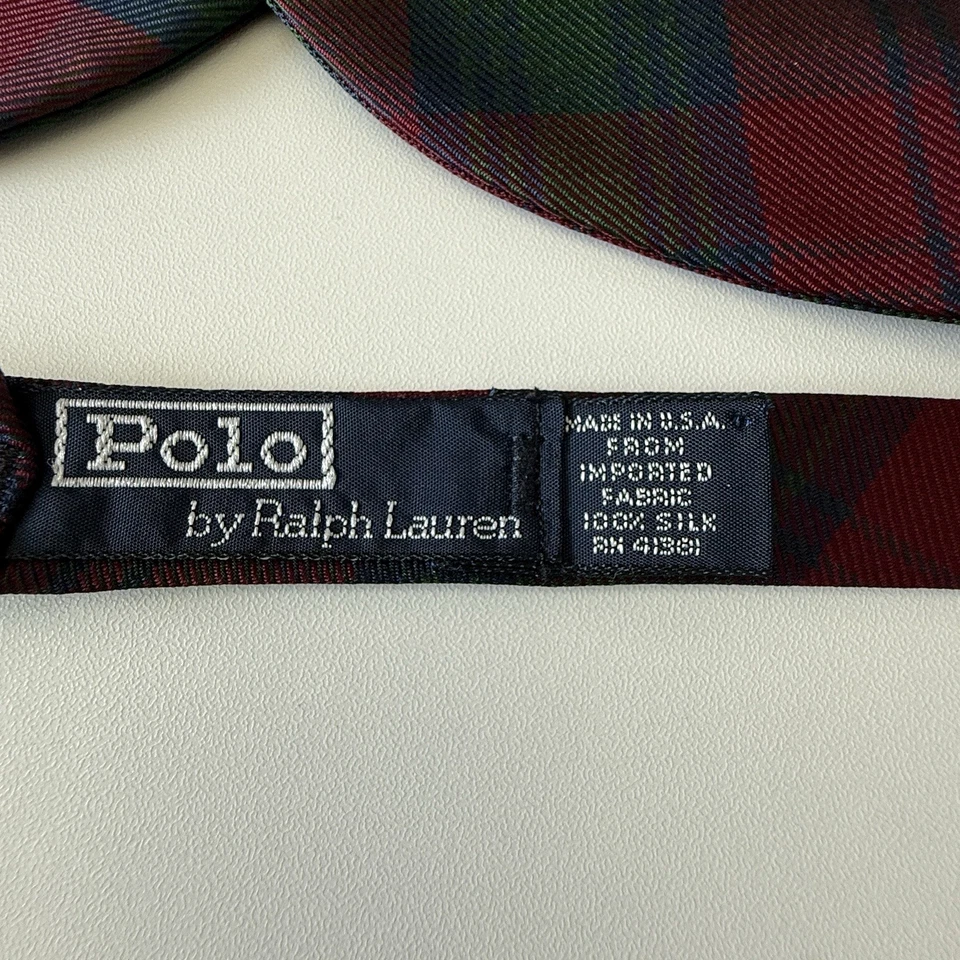 Polo
by Ralph Lauren
MADE IN U.S.A.
FROM
IMPORTED
FABRIC
100% SILK
RN 41381